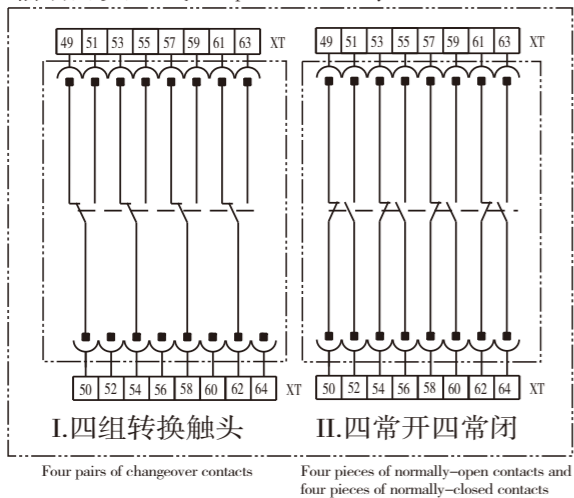 49 51 53 55 57 59 61 63 XT
49 51 53 55 57 59 61 63 XT
50 52 54 56 58 60 62 64 XT
50 52 54 56 58 60 62 64 XT
I.四组转换触头
II.四常开四常闭
Four pairs of changeover contacts
Four pieces of normally-open contacts and
four pieces of normally-closed contacts